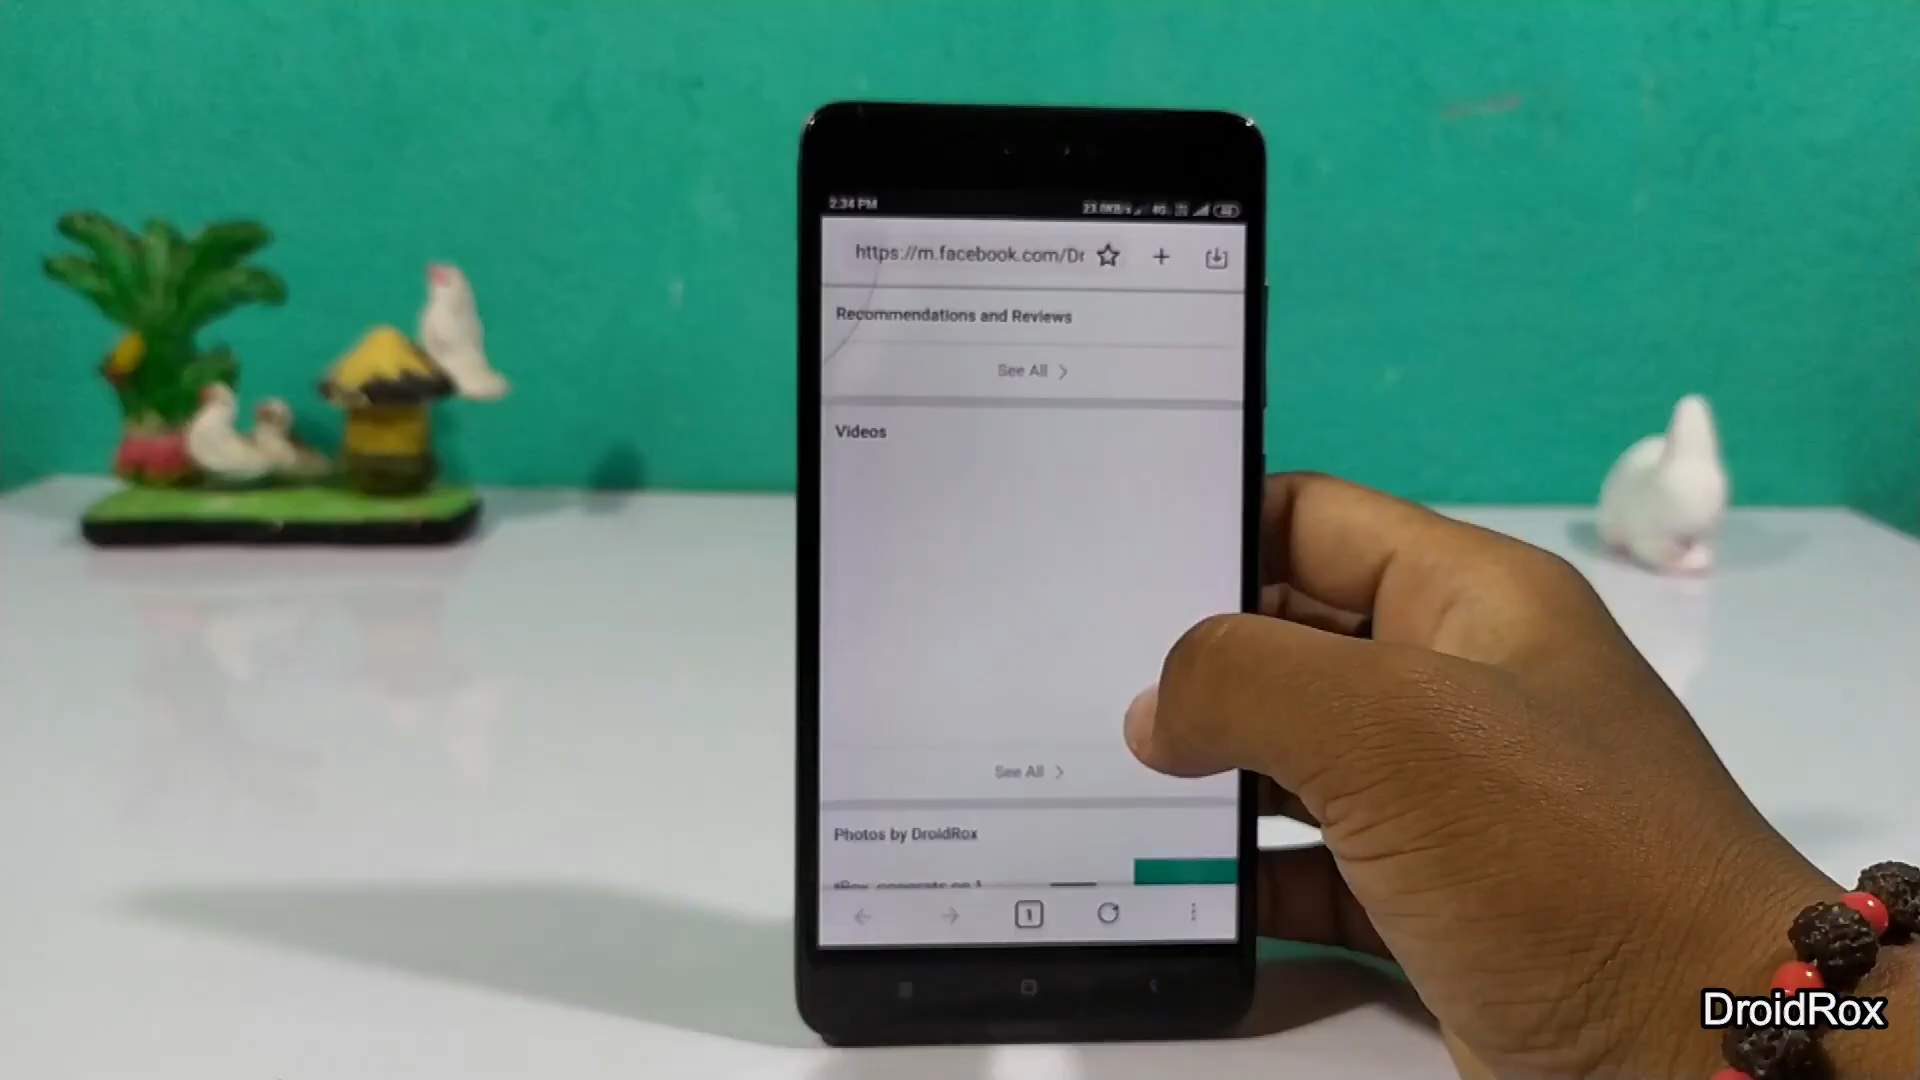 2:34 PM
https://m.facebook.com/Dr
Recommendations and Reviews
See All
Videos
See All
Photos by DroidRox
1
DroidRox